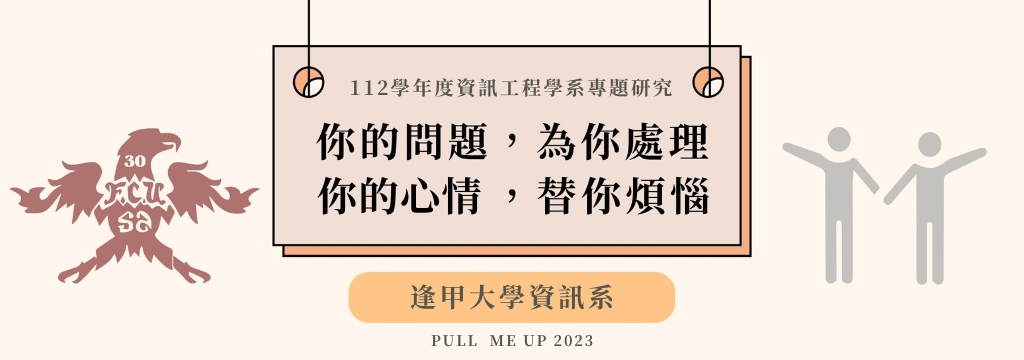 112學年度資訊工程學系專題研究
你的問題，為你處理
你的心情，替你煩惱
30
F.C.U.
Sa
逢甲大學資訊系
PULL ME UP 2023